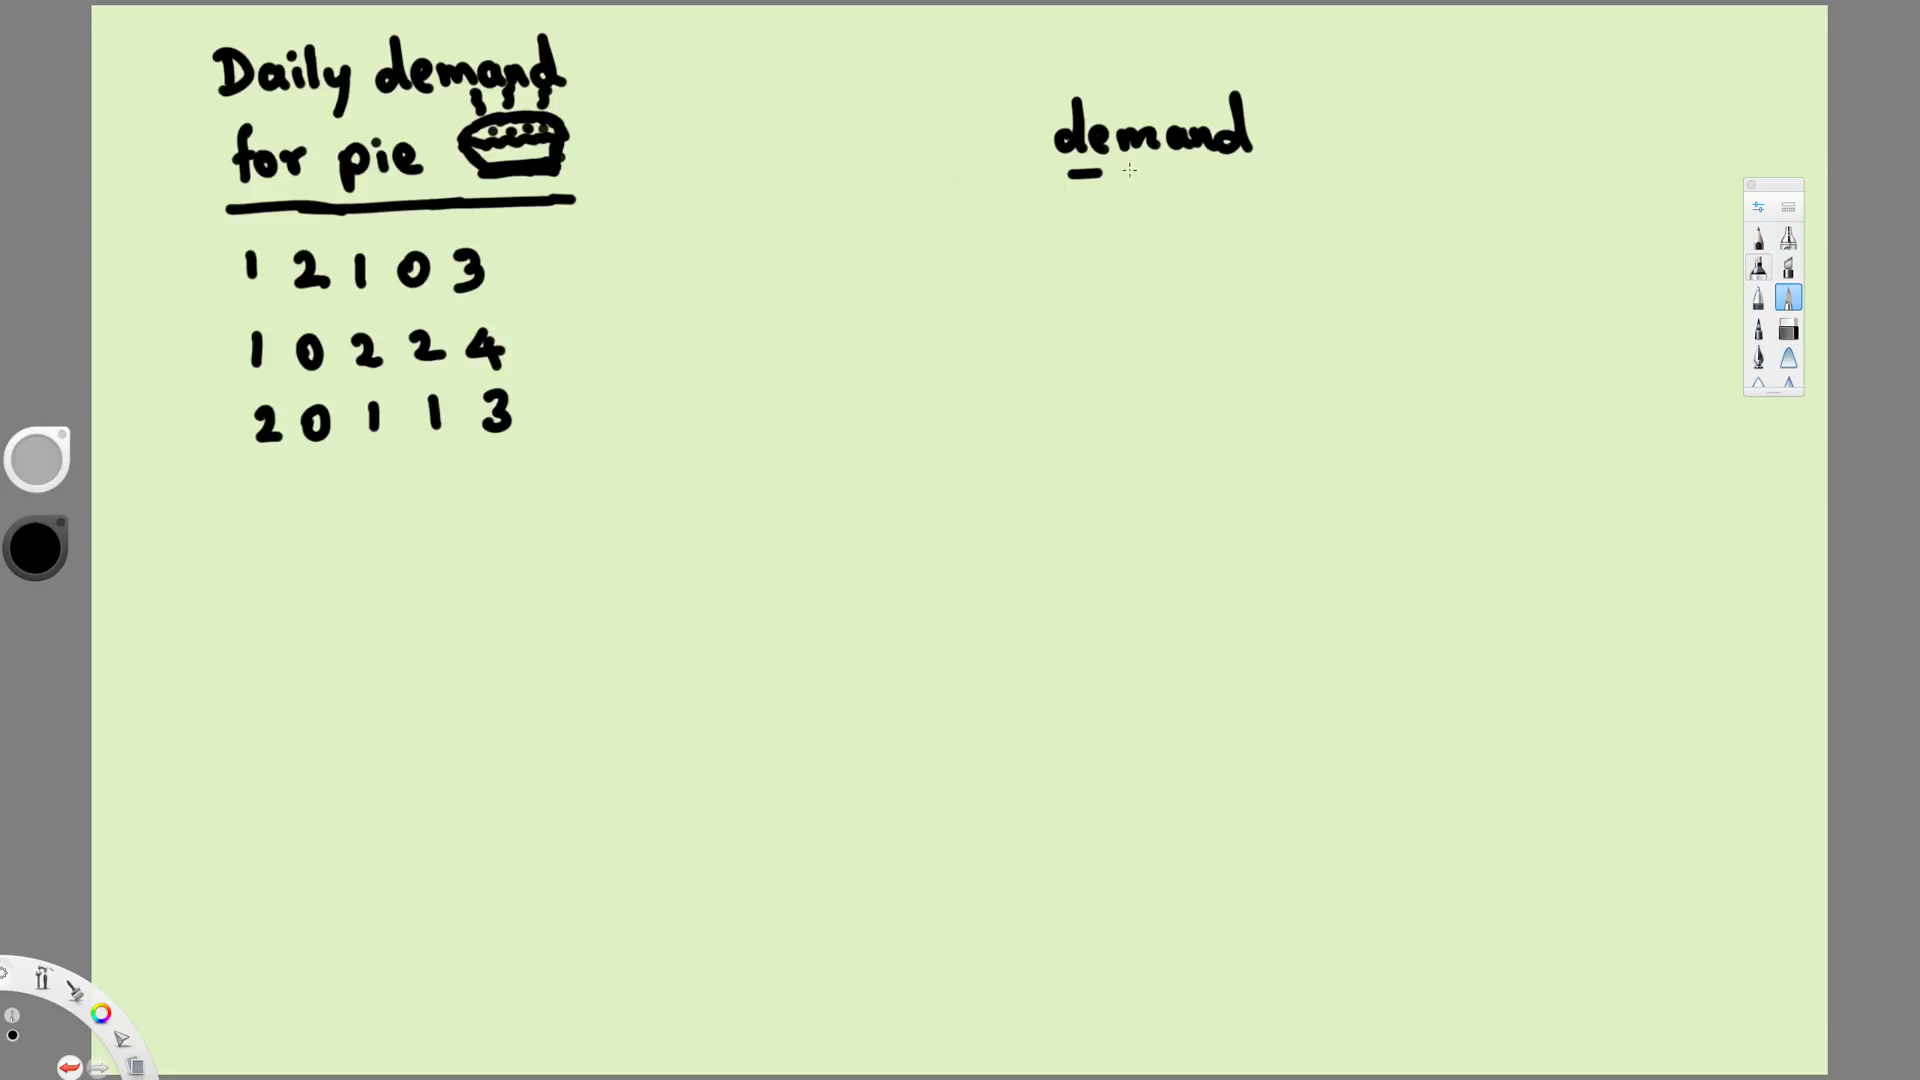 Daily demand
for pie
1 2 1 0 3
1 0 2 2 4
2 0 1 1 3
demand